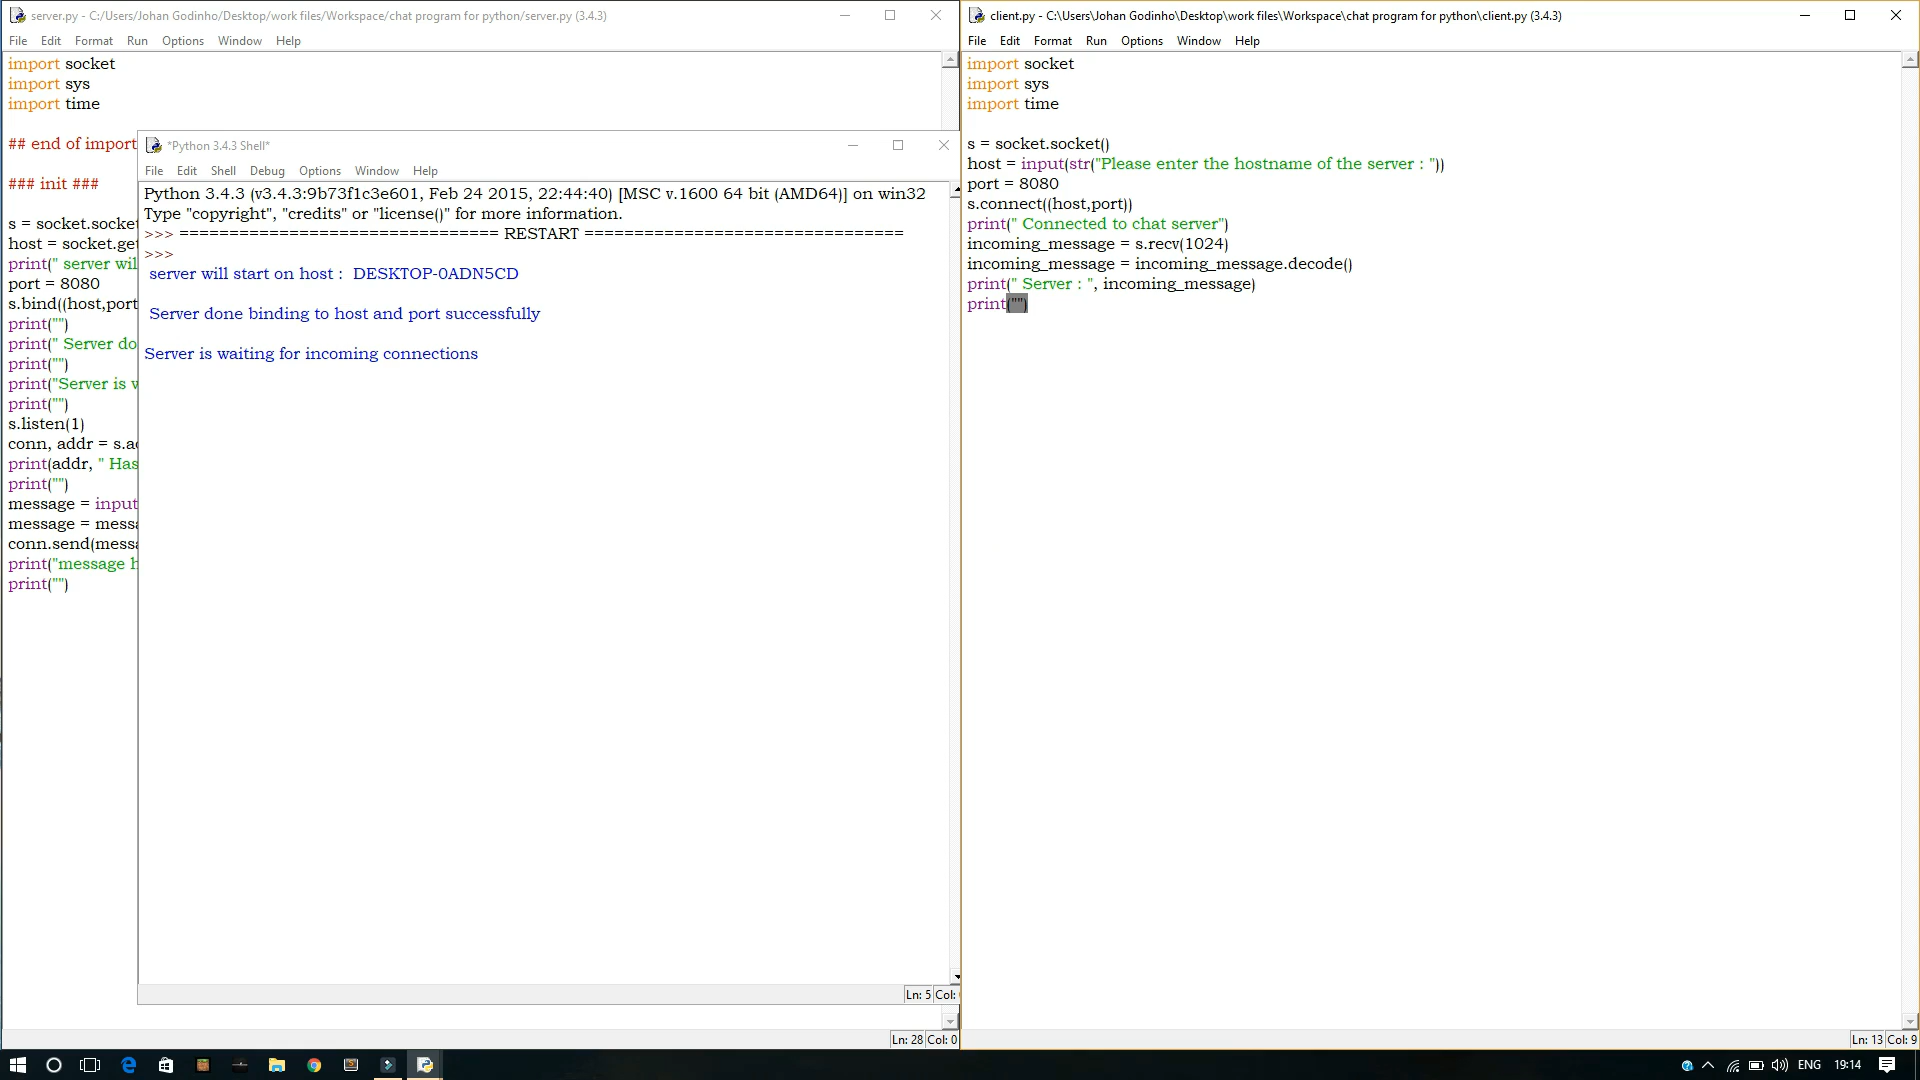 server.py - C:/Users/Johan Godinho/Desktop/work files/Workspace/chat program for python/server.py (3.4.3)
File Edit Format Run Options Window Help
import socket
import sys
import time
## end of import
### init ###
s = socket.socket
host = socket.get
print(" server wil
port = 8080
s.bind((host,port
print("")
print(" Server do
print("")
print("Server is w
print("")
s.listen(1)
conn, addr = s.ac
print(addr, " Has
print("")
message = input
message = messa
conn.send(messa
print("message h
print("")
Ln: 28 Col: 0
*Python 3.4.3 Shell*
File Edit Shell Debug Options Window Help
Python 3.4.3 (v3.4.3:9b73f1c3e601, Feb 24 2015, 22:44:40) [MSC v.1600 64 bit (AMD64)] on win32
Type "copyright", "credits" or "license()" for more information.
>>> ================================ RESTART ================================
>>>
server will start on host :  DESKTOP-0ADN5CD
Server done binding to host and port successfully
Server is waiting for incoming connections
Ln: 5 Col:
client.py - C:\Users\Johan Godinho\Desktop\work files\Workspace\chat program for python\client.py (3.4.3)
File Edit Format Run Options Window Help
import socket
import sys
import time
s = socket.socket()
host = input(str("Please enter the hostname of the server : "))
port = 8080
s.connect((host,port))
print(" Connected to chat server")
incoming_message = s.recv(1024)
incoming_message = incoming_message.decode()
print(" Server : ", incoming_message)
print("")
Ln: 13 Col: 9
ENG 19:14